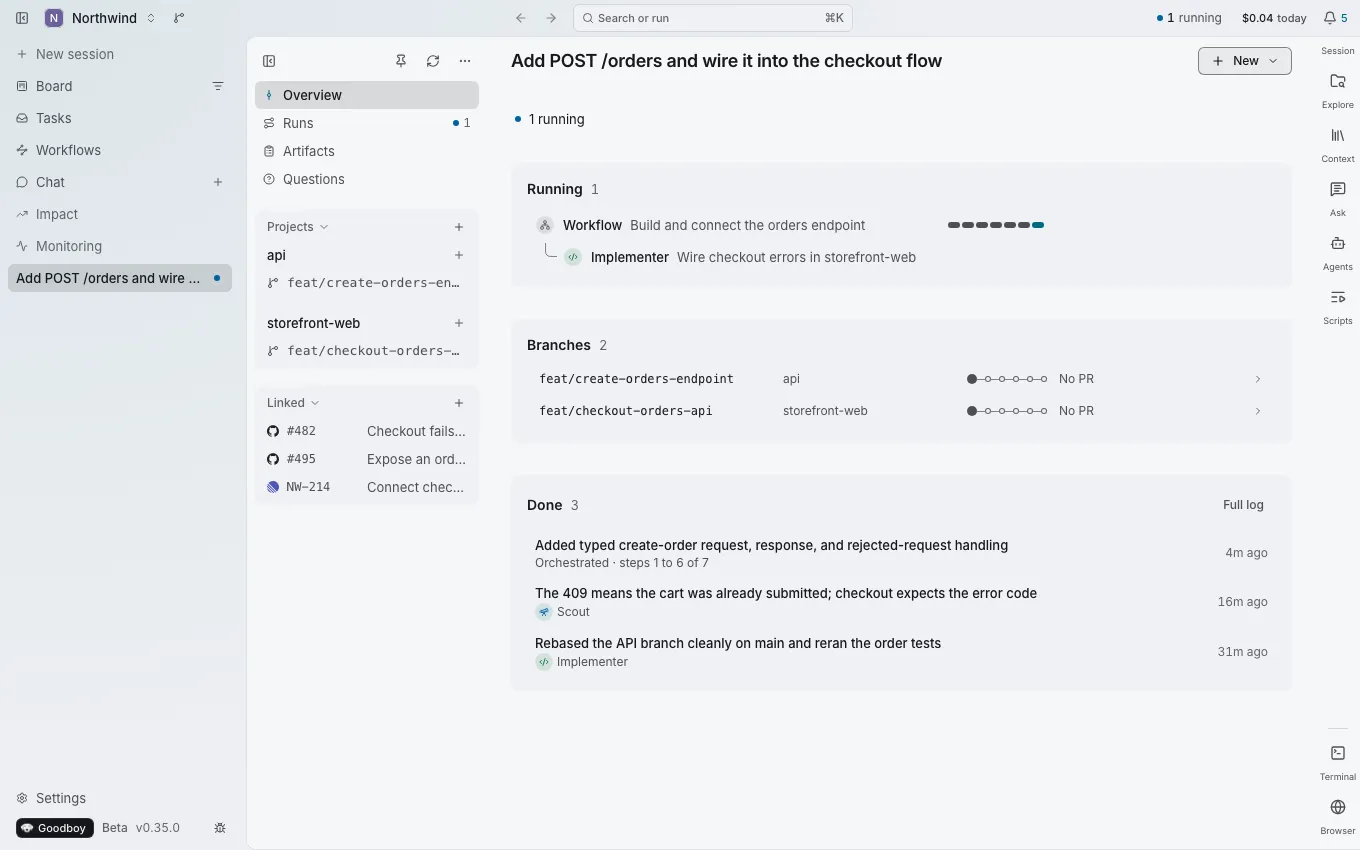 N Northwind
Search or run ⌘K
1 running
$0.04 today
5
New session
Board
Tasks
Workflows
Chat
Impact
Monitoring
Add POST /orders and wire ...
Settings
Goodboy Beta v0.35.0
Overview
Runs 1
Artifacts
Questions
Projects
api
feat/create-orders-en…
storefront-web
feat/checkout-orders-…
Linked
#482 Checkout fails...
#495 Expose an ord...
NW-214 Connect chec...
Add POST /orders and wire it into the checkout flow
New
1 running
Running 1
Workflow Build and connect the orders endpoint
Implementer Wire checkout errors in storefront-web
Branches 2
feat/create-orders-endpoint api No PR
feat/checkout-orders-api storefront-web No PR
Done 3 Full log
Added typed create-order request, response, and rejected-request handling
Orchestrated · steps 1 to 6 of 7
4m ago
The 409 means the cart was already submitted; checkout expects the error code
Scout
16m ago
Rebased the API branch cleanly on main and reran the order tests
Implementer
31m ago
Session
Explore
Context
Ask
Agents
Scripts
Terminal
Browser